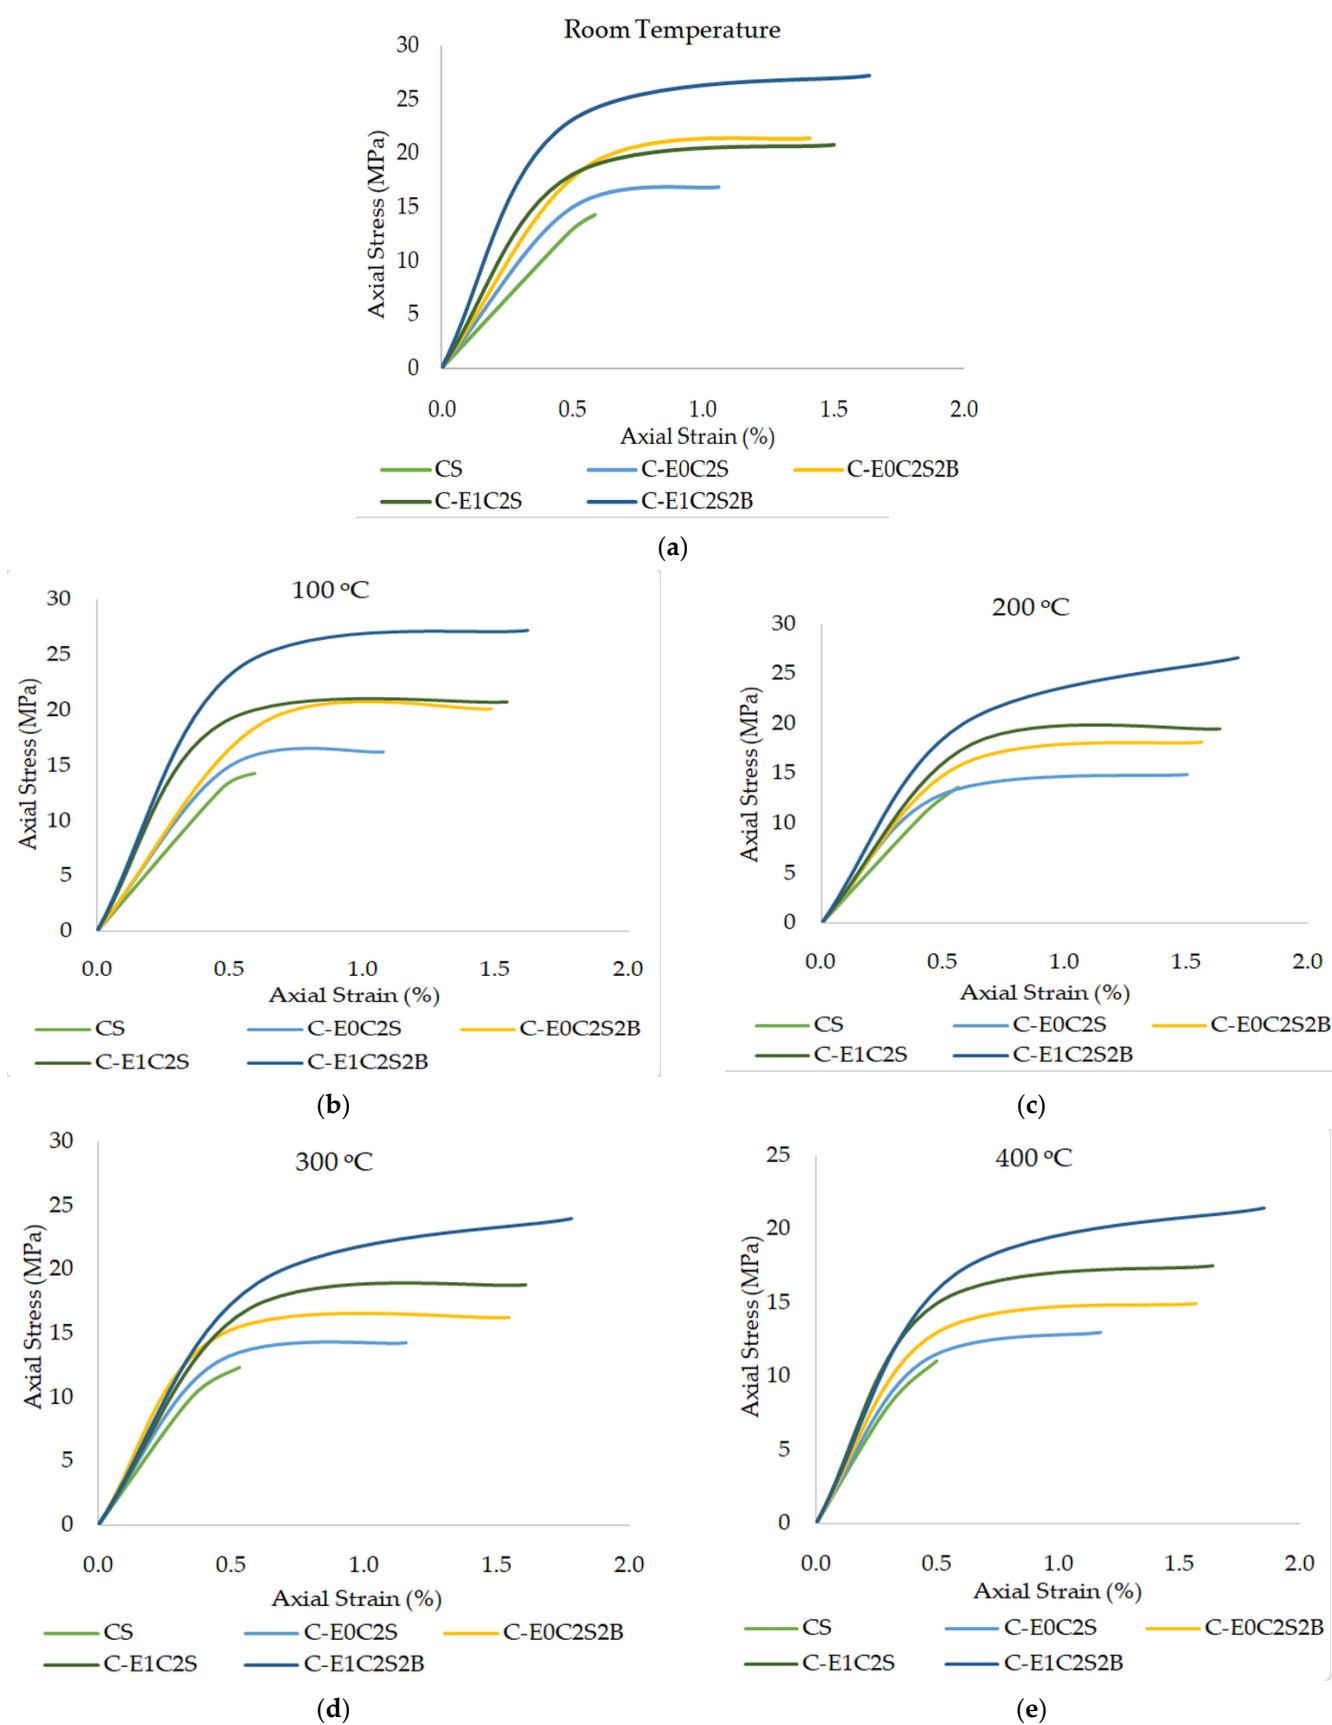 Room Temperature
30
25
20
15
10
5
0
Axial Stress (MPa)
0.0 0.5 1.0 1.5 2.0
Axial Strain (%)
CS C-E0C2S C-E0C2S2B
C-E1C2S C-E1C2S2B
(a)
100 ᵒC
30
25
20
15
10
5
0
Axial Stress (MPa)
0.0 0.5 1.0 1.5 2.0
Axial Strain (%)
CS C-E0C2S C-E0C2S2B
C-E1C2S C-E1C2S2B
(b)
200 ᵒC
30
25
20
15
10
5
0
Axial Stress (MPa)
0.0 0.5 1.0 1.5 2.0
Axial Strain (%)
CS C-E0C2S C-E0C2S2B
C-E1C2S C-E1C2S2B
(c)
300 ᵒC
30
25
20
15
10
5
0
Axial Stress (MPa)
0.0 0.5 1.0 1.5 2.0
Axial Strain (%)
CS C-E0C2S C-E0C2S2B
C-E1C2S C-E1C2S2B
(d)
400 ᵒC
25
20
15
10
5
0
Axial Stress (MPa)
0.0 0.5 1.0 1.5 2.0
Axial Strain (%)
CS C-E0C2S C-E0C2S2B
C-E1C2S C-E1C2S2B
(e)